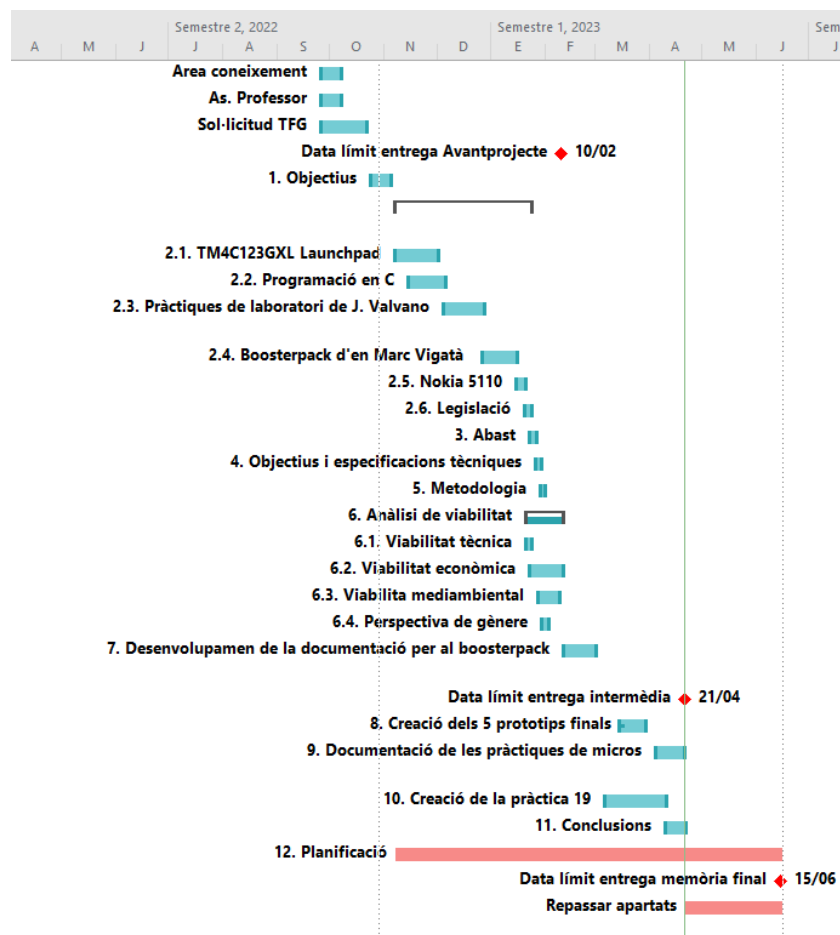 Semestre 2, 2022 Semestre 1, 2023 Sem
A M J J A S O N D E F M A M J J
Area coneixement
As. Professor
Sol·licitud TFG
Data límit entrega Avantprojecte 10/02
1. Objectius
2.1. TM4C123GXL Launchpad
2.2. Programació en C
2.3. Pràctiques de laboratori de J. Valvano
2.4. Boosterpack d'en Marc Vigatà
2.5. Nokia 5110
2.6. Legislació
3. Abast
4. Objectius i especificacions tècniques
5. Metodologia
6. Anàlisi de viabilitat
6.1. Viabilitat tècnica
6.2. Viabilitat econòmica
6.3. Viabilita mediambiental
6.4. Perspectiva de gènere
7. Desenvolupamen de la documentació per al boosterpack
Data límit entrega intermèdia 21/04
8. Creació dels 5 prototips finals
9. Documentació de les pràctiques de micros
10. Creació de la pràctica 19
11. Conclusions
12. Planificació
Data límit entrega memòria final 15/06
Repassar apartats